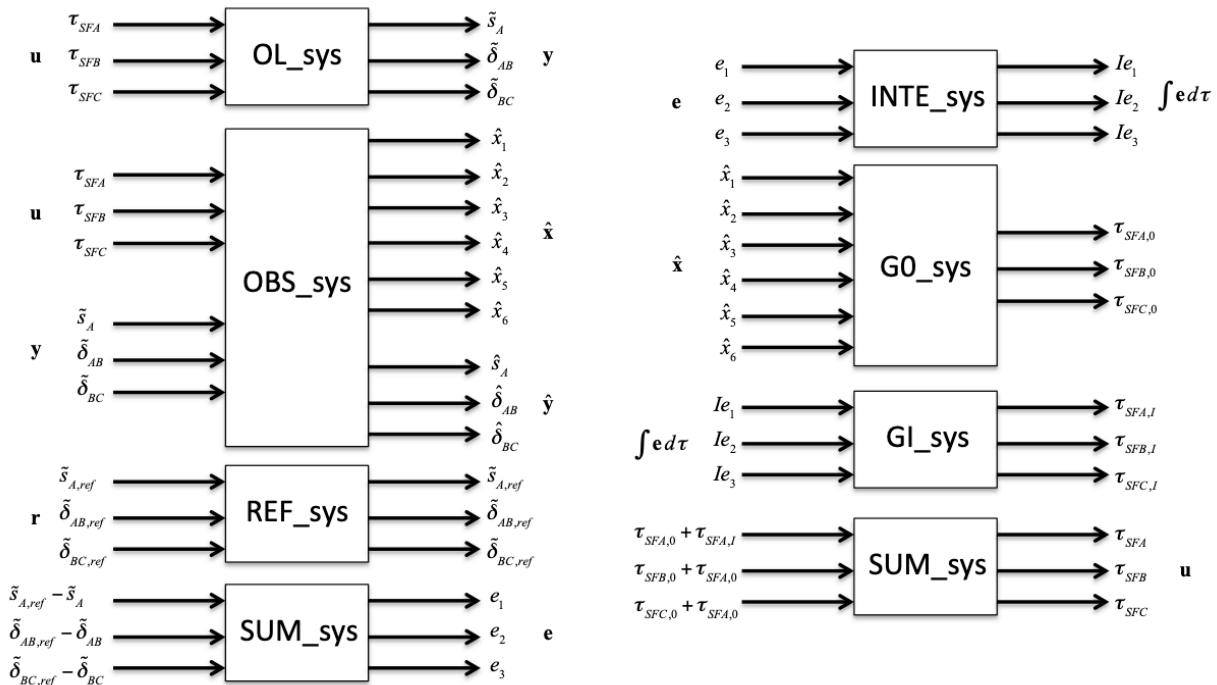 τ_SFA
τ_SFB
τ_SFC
u
OL_sys
s̃_A
δ̃_AB
δ̃_BC
y
τ_SFA
τ_SFB
τ_SFC
u
s̃_A
δ̃_AB
δ̃_BC
y
OBS_sys
x̂_1
x̂_2
x̂_3
x̂_4
x̂_5
x̂_6
x̂
ŝ_A
δ̂_AB
δ̂_BC
ŷ
s̃_A,ref
δ̃_AB,ref
δ̃_BC,ref
r
REF_sys
s̃_A,ref
δ̃_AB,ref
δ̃_BC,ref
s̃_A,ref − s̃_A
δ̃_AB,ref − δ̃_AB
δ̃_BC,ref − δ̃_BC
SUM_sys
e_1
e_2
e_3
e
e
e_1
e_2
e_3
INTE_sys
Ie_1
Ie_2
Ie_3
∫ e dτ
x̂_1
x̂_2
x̂_3
x̂_4
x̂_5
x̂_6
x̂
G0_sys
τ_SFA,0
τ_SFB,0
τ_SFC,0
∫ e dτ
Ie_1
Ie_2
Ie_3
GI_sys
τ_SFA,I
τ_SFB,I
τ_SFC,I
τ_SFA,0 + τ_SFA,I
τ_SFB,0 + τ_SFA,0
τ_SFC,0 + τ_SFA,0
SUM_sys
τ_SFA
τ_SFB
τ_SFC
u